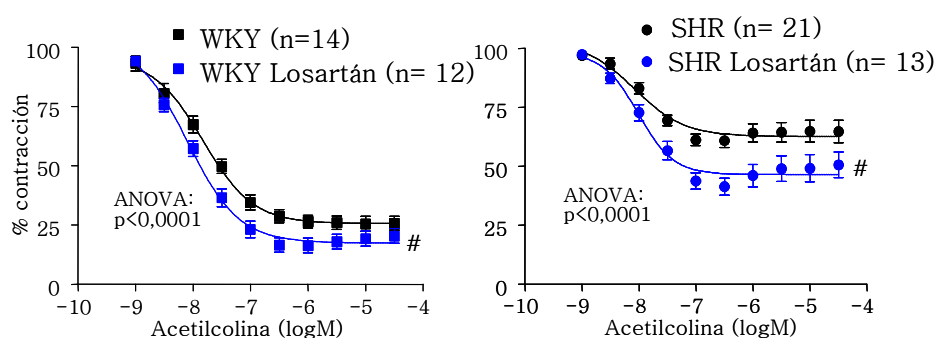 WKY (n=14)
WKY Losartán (n= 12)
100
75
50
25
0
% contracción
ANOVA:
p<0,0001
#
-10 -9 -8 -7 -6 -5 -4
Acetilcolina (logM)
SHR (n= 21)
SHR Losartán (n= 13)
100
75
50
25
0
ANOVA:
p<0,0001
#
-10 -9 -8 -7 -6 -5 -4
Acetilcolina (logM)